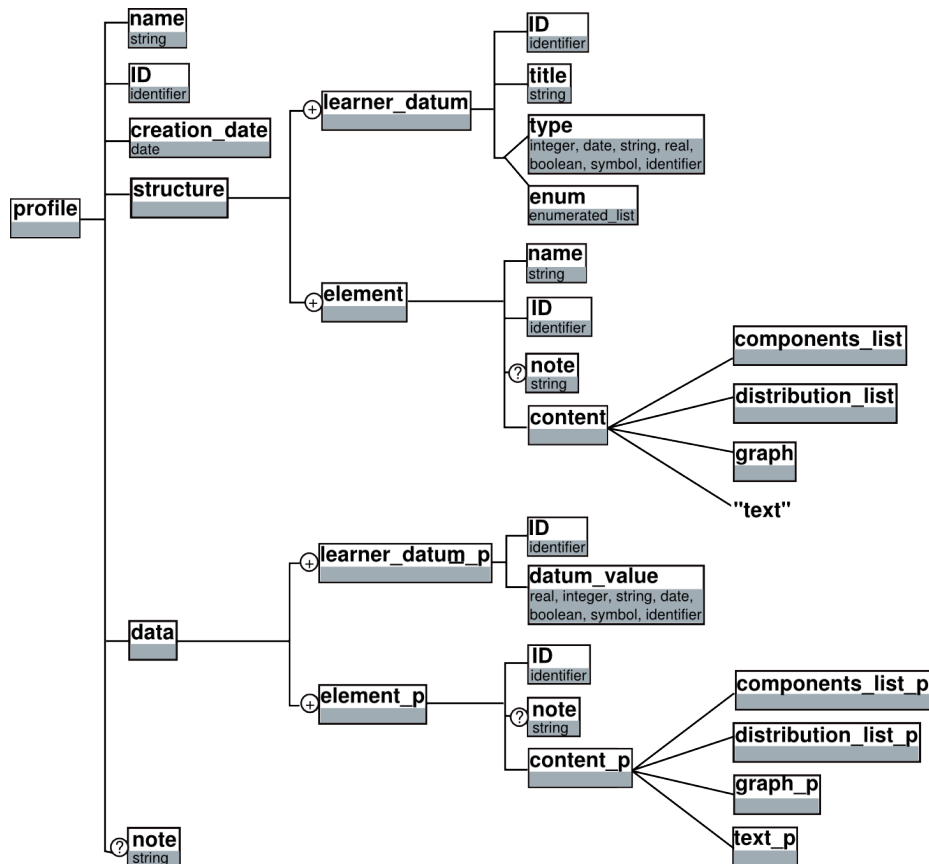 name
string
ID
identifier
creation_date
date
structure
profile
+
learner_datum
ID
identifier
title
string
type
integer, date, string, real,
boolean, symbol, identifier
enum
enumerated_list
+
element
name
string
ID
identifier
?
note
string
content
components_list
distribution_list
graph
"text"
data
+
learner_datum_p
ID
identifier
datum_value
real, integer, string, date,
boolean, symbol, identifier
+
element_p
ID
identifier
?
note
string
content_p
components_list_p
distribution_list_p
graph_p
text_p
?
note
string